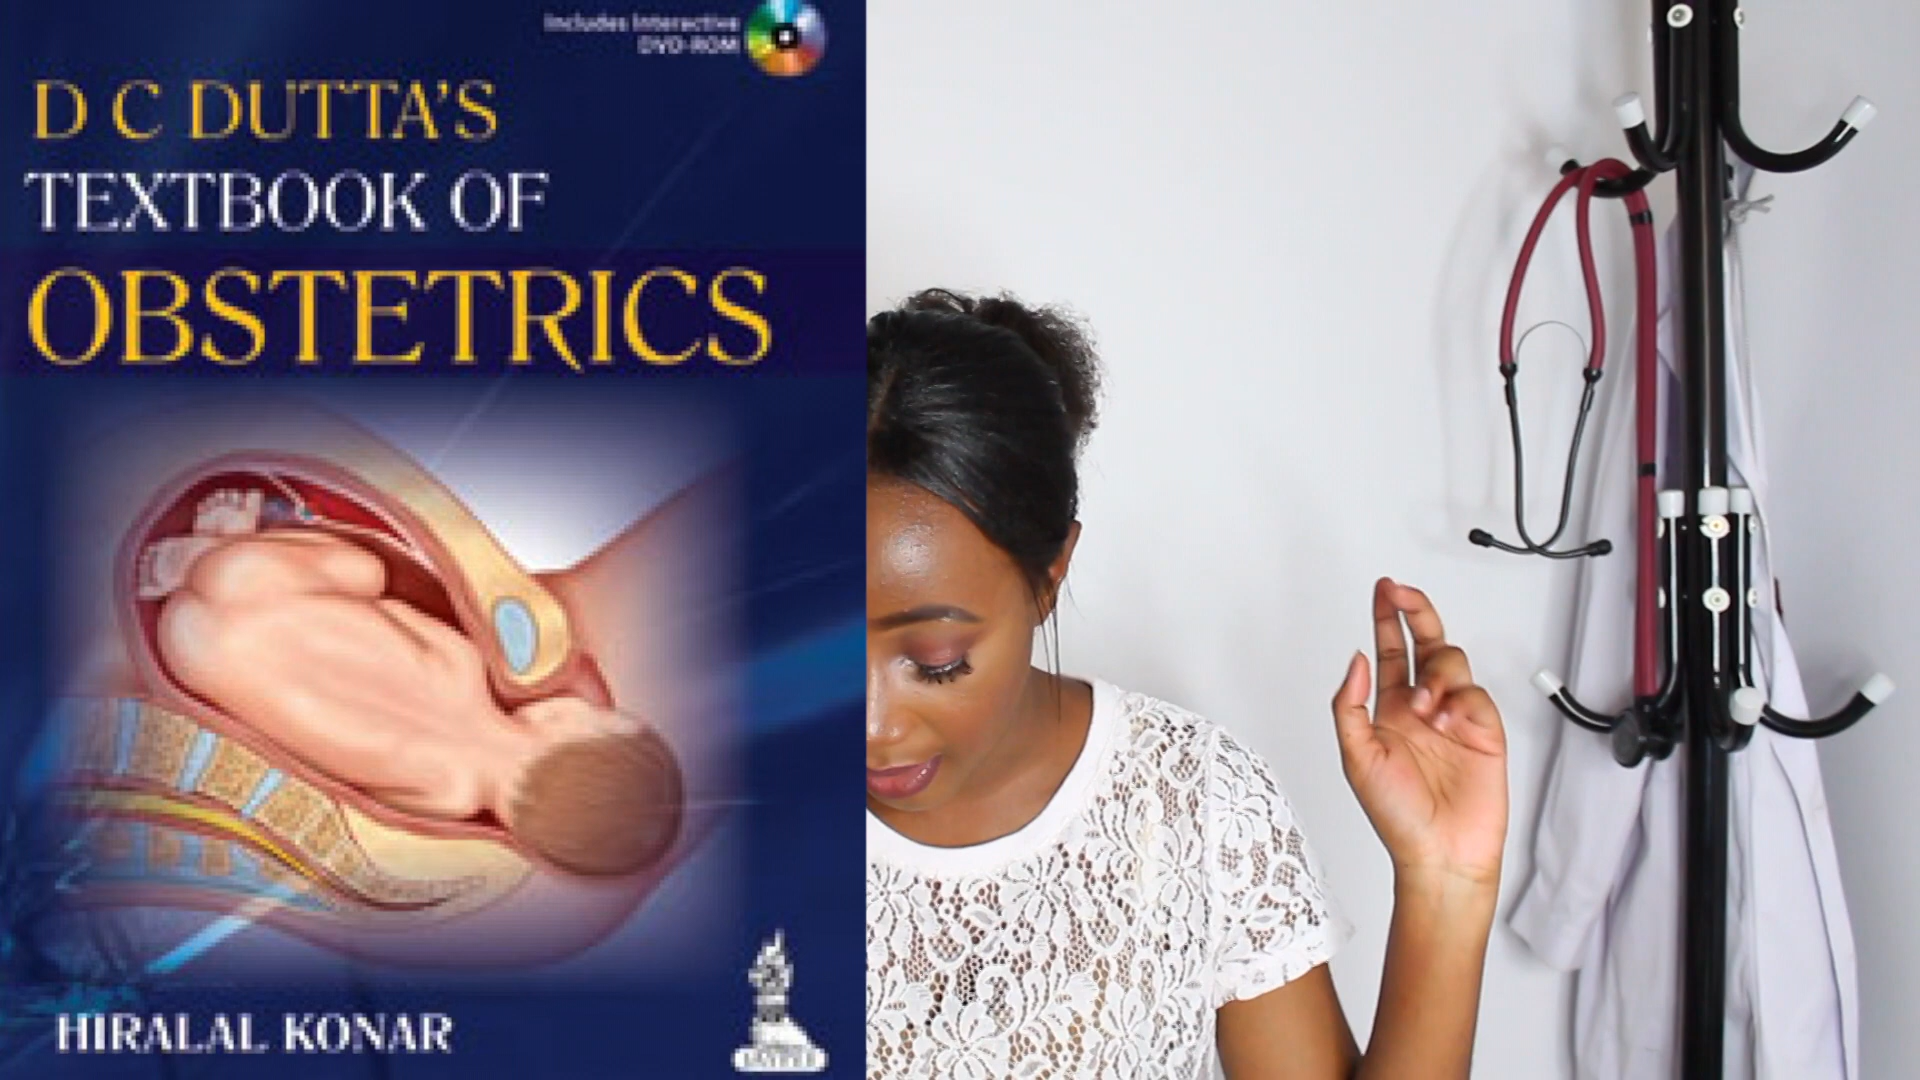 Includes Interactive
DVD-ROM
D C DUTTA'S
TEXTBOOK OF
OBSTETRICS
HIRALAL KONAR